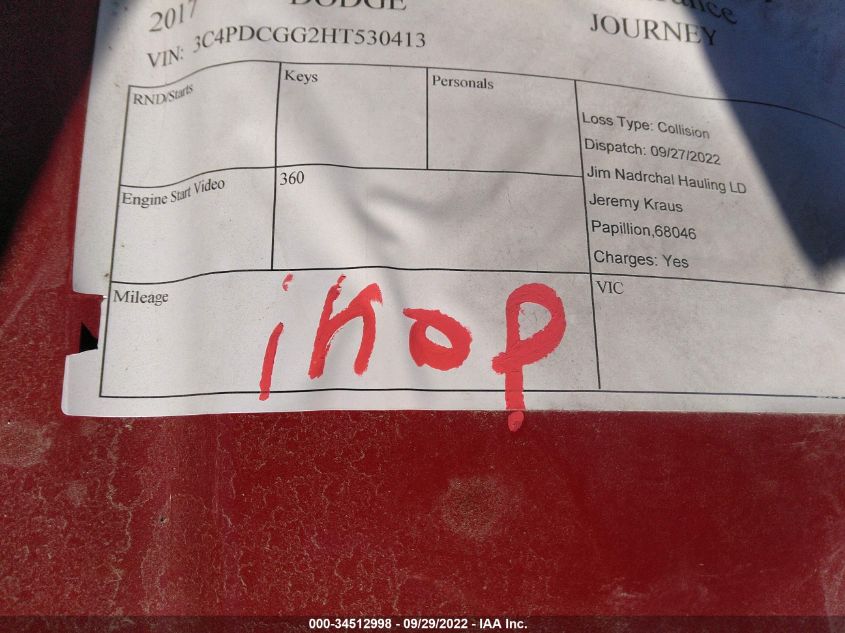 2017 DODGE JOURNEY
VIN: 3C4PDCGG2HT530413
RND/Starts
Keys
Personals
Loss Type: Collision
Dispatch: 09/27/2022
Jim Nadrchal Hauling LD
Jeremy Kraus
Papillion,68046
Charges: Yes
Engine Start Video
360
Mileage
ihop
VIC
000-34512998 - 09/29/2022 - IAA Inc.